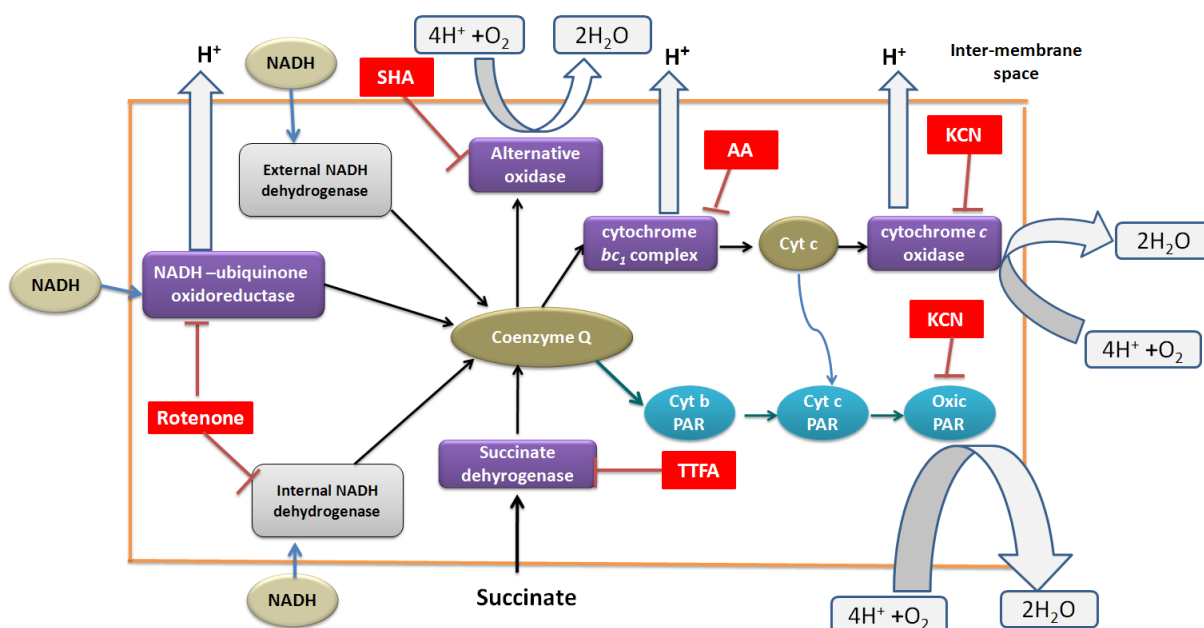 4H⁺ +O₂
2H₂O
H⁺
NADH
SHA
H⁺
H⁺
Inter-membrane
space
External NADH
dehydrogenase
Alternative
oxidase
AA
KCN
cytochrome
bc₁ complex
Cyt c
cytochrome c
oxidase
2H₂O
NADH
NADH –ubiquinone
oxidoreductase
Coenzyme Q
KCN
4H⁺ +O₂
Rotenone
Cyt b
PAR
Cyt c
PAR
Oxic
PAR
Succinate
dehyrogenase
TTFA
Internal NADH
dehydrogenase
NADH
Succinate
4H⁺ +O₂
2H₂O